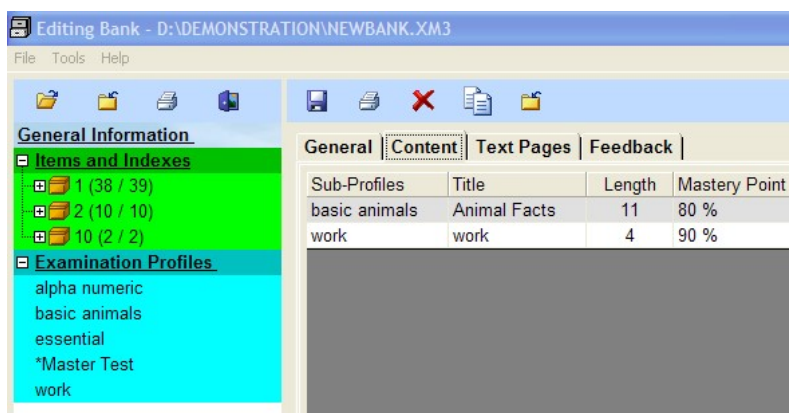 Editing Bank - D:\DEMONSTRATION\NEWBANK.XM3
File Tools Help
General Information
Items and Indexes
1 (38 / 39)
2 (10 / 10)
10 (2 / 2)
Examination Profiles
alpha numeric
basic animals
essential
*Master Test
work
General Content Text Pages Feedback
Sub-Profiles Title Length Mastery Point
basic animals Animal Facts 11 80 %
work work 4 90 %